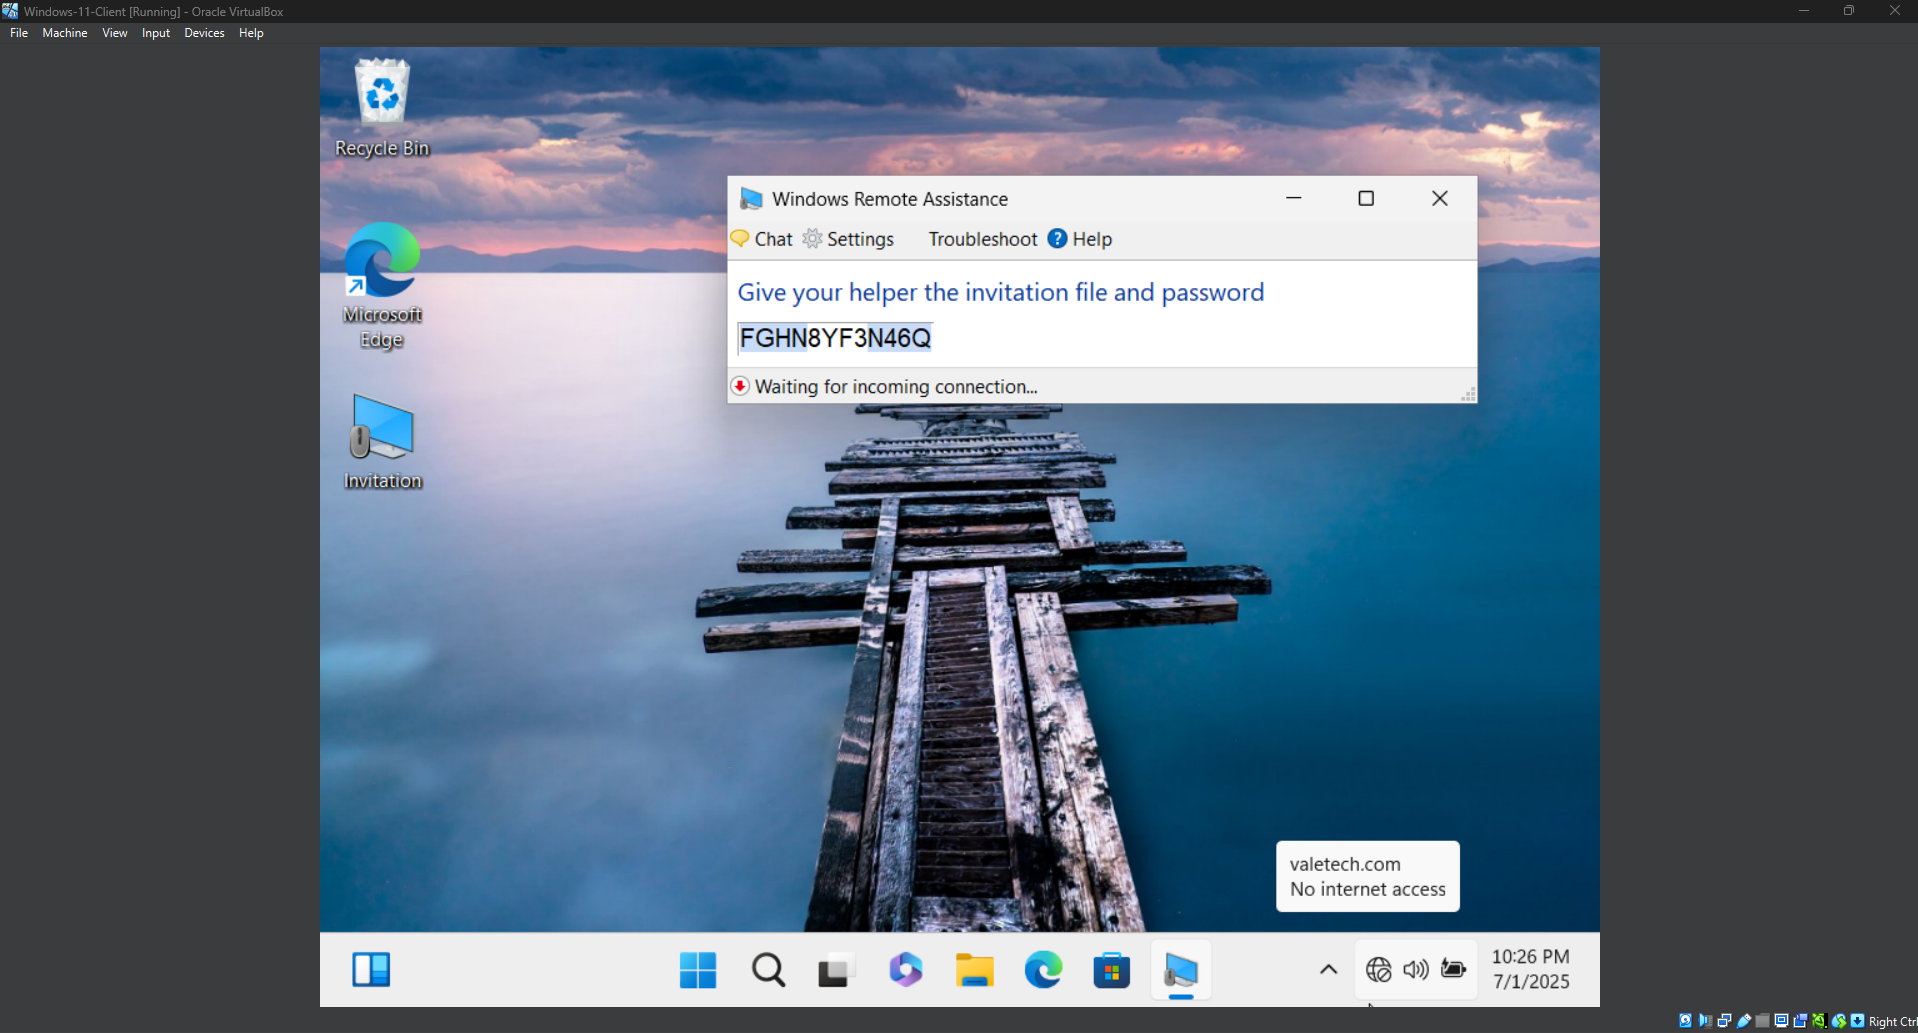 Windows-11-Client [Running] - Oracle VirtualBox
File Machine View Input Devices Help
Recycle Bin
Microsoft
Edge
Invitation
Windows Remote Assistance
Chat Settings Troubleshoot ? Help
Give your helper the invitation file and password
FGHN8YF3N46Q
Waiting for incoming connection...
valetech.com
No internet access
10:26 PM
7/1/2025
Right Ctrl